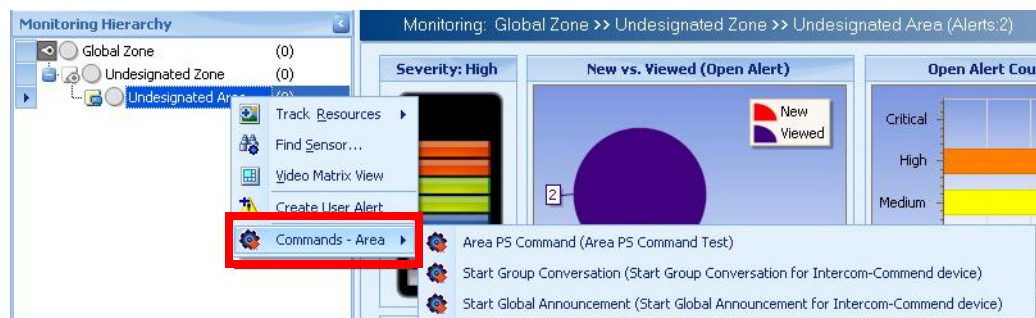 Monitoring Hierarchy
Global Zone (0)
Undesignated Zone (0)
Undesignated Area (0)
Track Resources
Find Sensor...
Video Matrix View
Create User Alert
Commands - Area
Area PS Command (Area PS Command Test)
Start Group Conversation (Start Group Conversation for Intercom-Commend device)
Start Global Announcement (Start Global Announcement for Intercom-Commend device)
Monitoring: Global Zone >> Undesignated Zone >> Undesignated Area (Alerts:2)
Severity: High
New vs. Viewed (Open Alert)
New
Viewed
2
Open Alert Cou
Critical
High
Medium